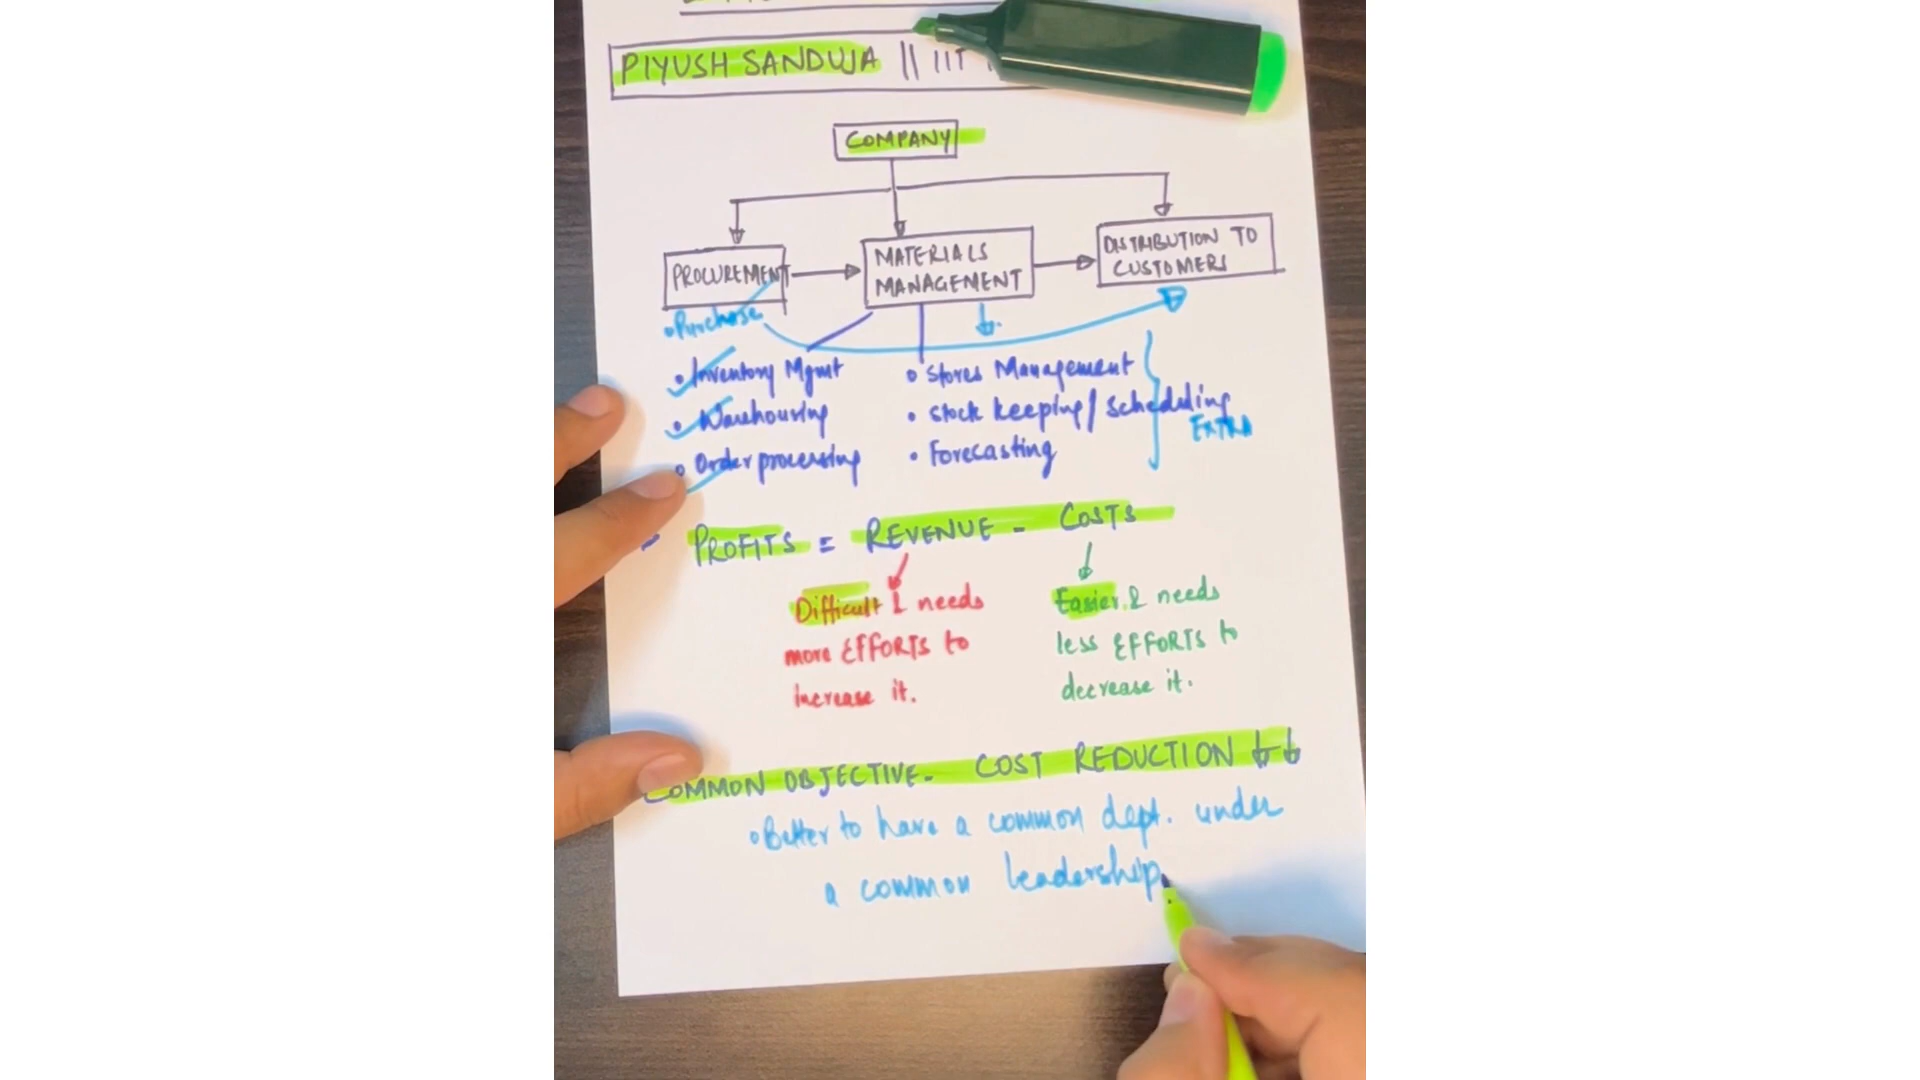 PIYUSH SANDUJA || IIT
COMPANY
PROCUREMENT
MATERIALS
MANAGEMENT
DISTRIBUTION TO
CUSTOMERS
• Purchase
• Inventory Mgmt
• Warehousing
• Order processing
• Stores Management
• Stock keeping / Scheduling
• Forecasting
EXTRA
PROFITS = REVENUE - COSTS
Difficult & needs
more EFFORTS to
increase it.
Easier & needs
less EFFORTS to
decrease it.
COMMON OBJECTIVE - COST REDUCTION ↓↓
• Better to have a common dept. under
a common leadership.